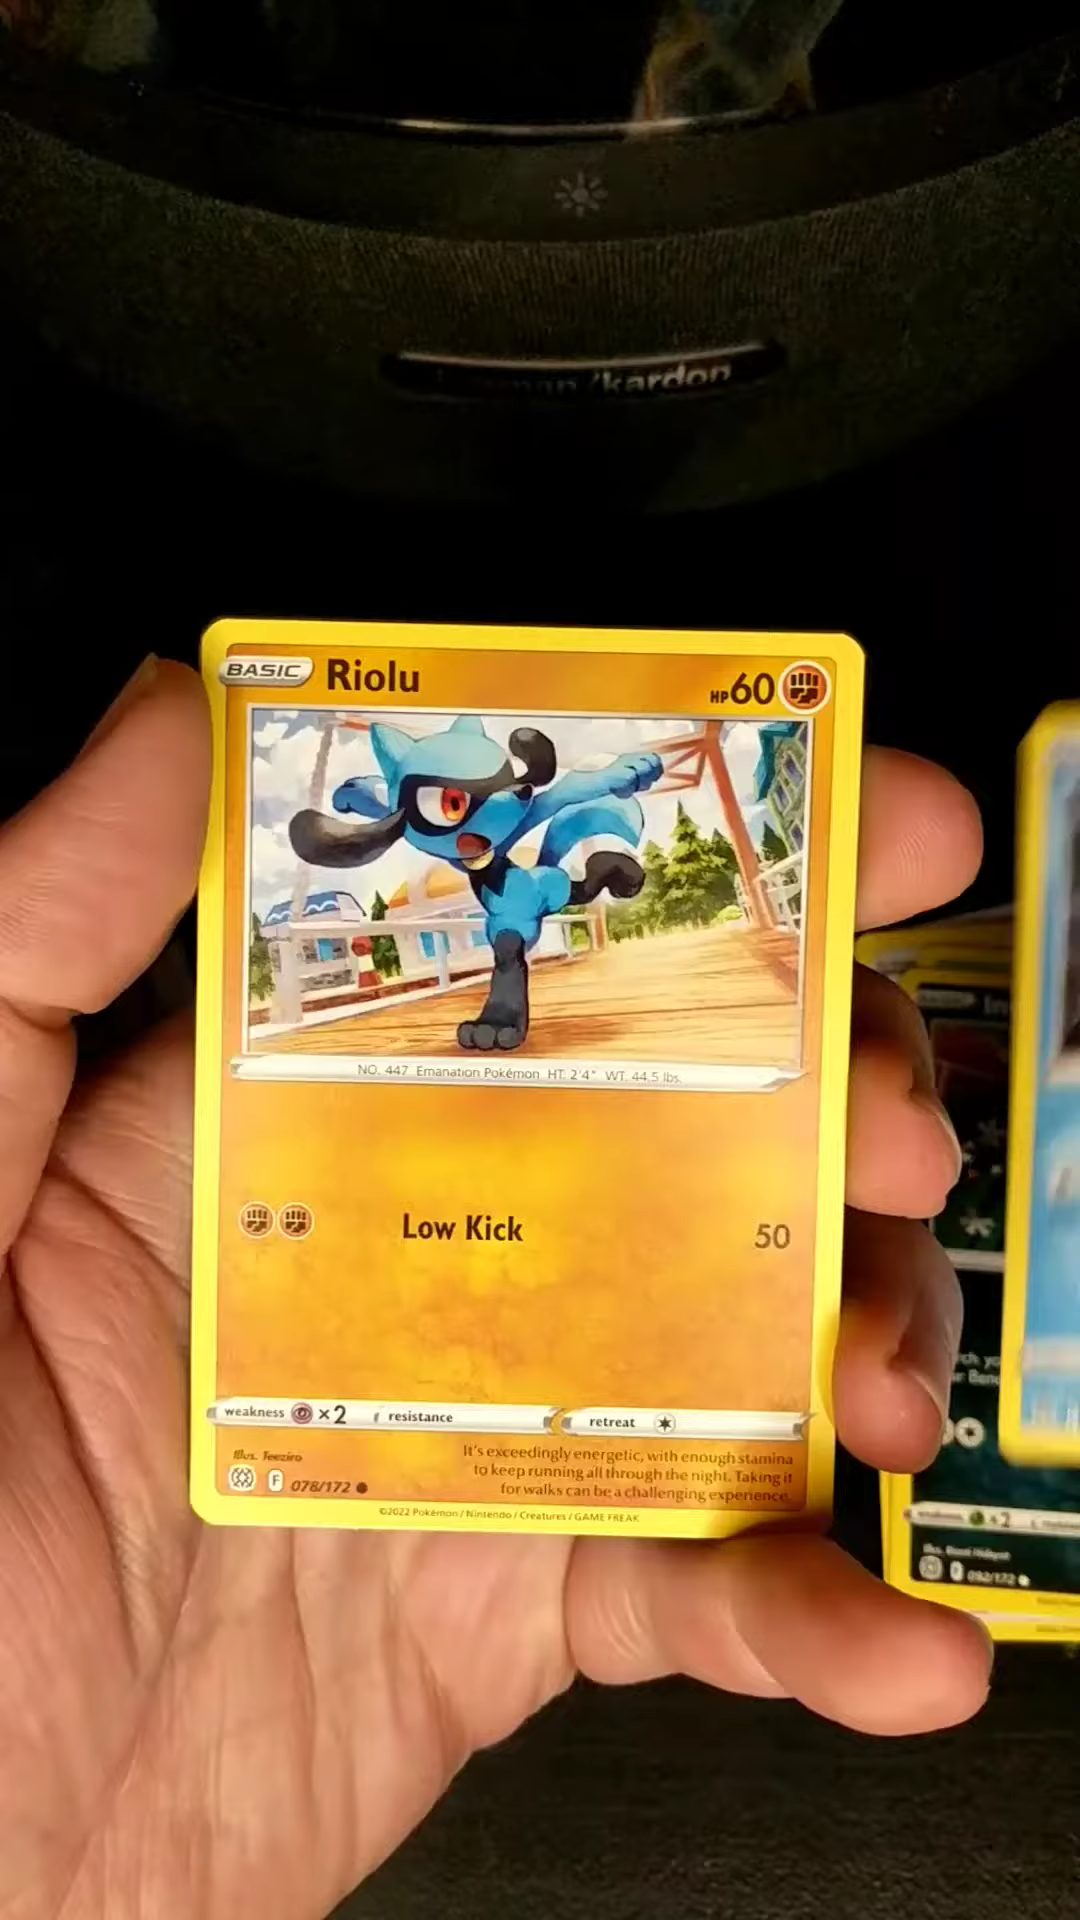 /kardon
BASIC Riolu HP60
NO. 447 Emanation Pokémon HT: 2'4" WT: 44.5 lbs.
Low Kick 50
weakness ×2 resistance retreat
Illus. Teeziro
It's exceedingly energetic, with enough stamina
to keep running all through the night. Taking it
for walks can be a challenging experience.
F 078/172
©2022 Pokémon / Nintendo / Creatures / GAME FREAK
092/172